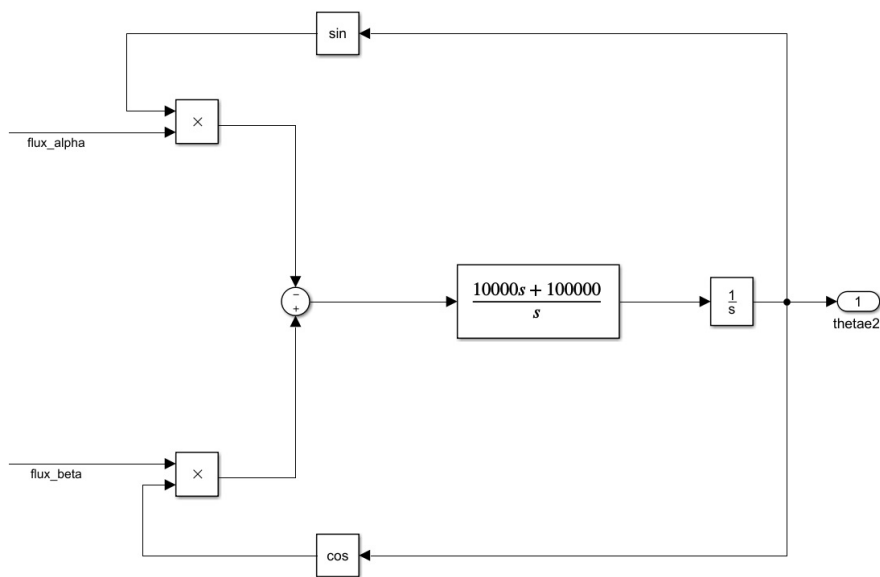 sin
×
flux_alpha
−
+
10000s + 100000
s
1
s
1
thetae2
×
flux_beta
cos